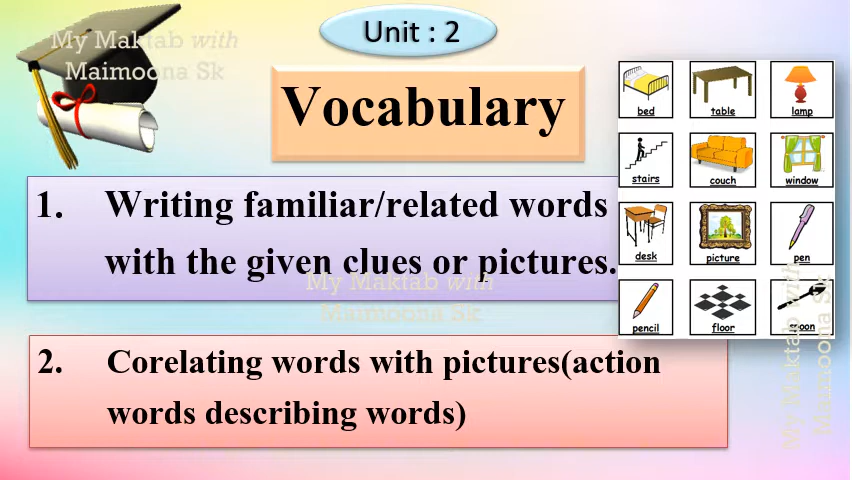 My Maktab with
Maimoona Sk
Unit : 2
Vocabulary
1. Writing familiar/related words
with the given clues or pictures.
My Maktab with
Maimoona Sk
2. Corelating words with pictures(action
words describing words)
bed table lamp
stairs couch window
desk picture pen
pencil floor spoon
My Maktab with
Maimoona Sk